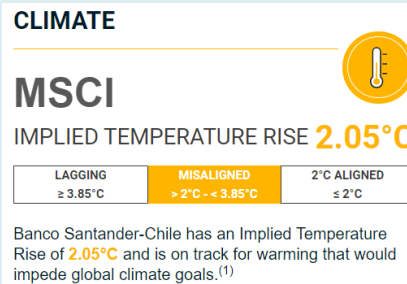 CLIMATE
MSCI
IMPLIED TEMPERATURE RISE 2.05°C
LAGGING MISALIGNED 2°C ALIGNED
≥ 3.85°C > 2°C - < 3.85°C ≤ 2°C
Banco Santander-Chile has an Implied Temperature
Rise of 2.05°C and is on track for warming that would
impede global climate goals.(1)